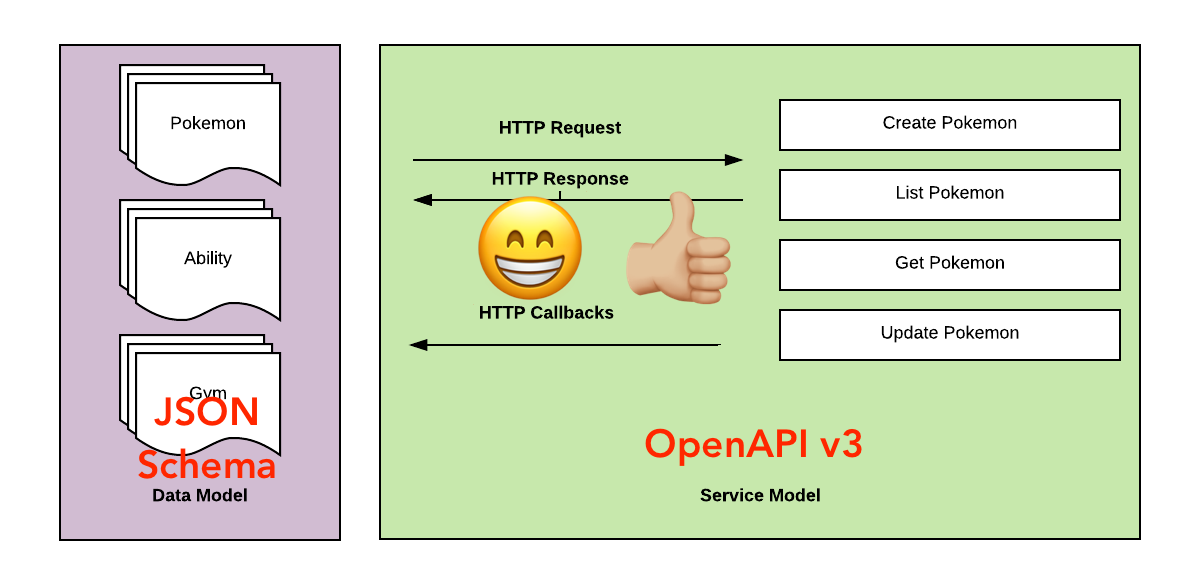 Pokemon
Ability
Gym
JSON
Schema
Data Model
HTTP Request
HTTP Response
HTTP Callbacks
Create Pokemon
List Pokemon
Get Pokemon
Update Pokemon
OpenAPI v3
Service Model